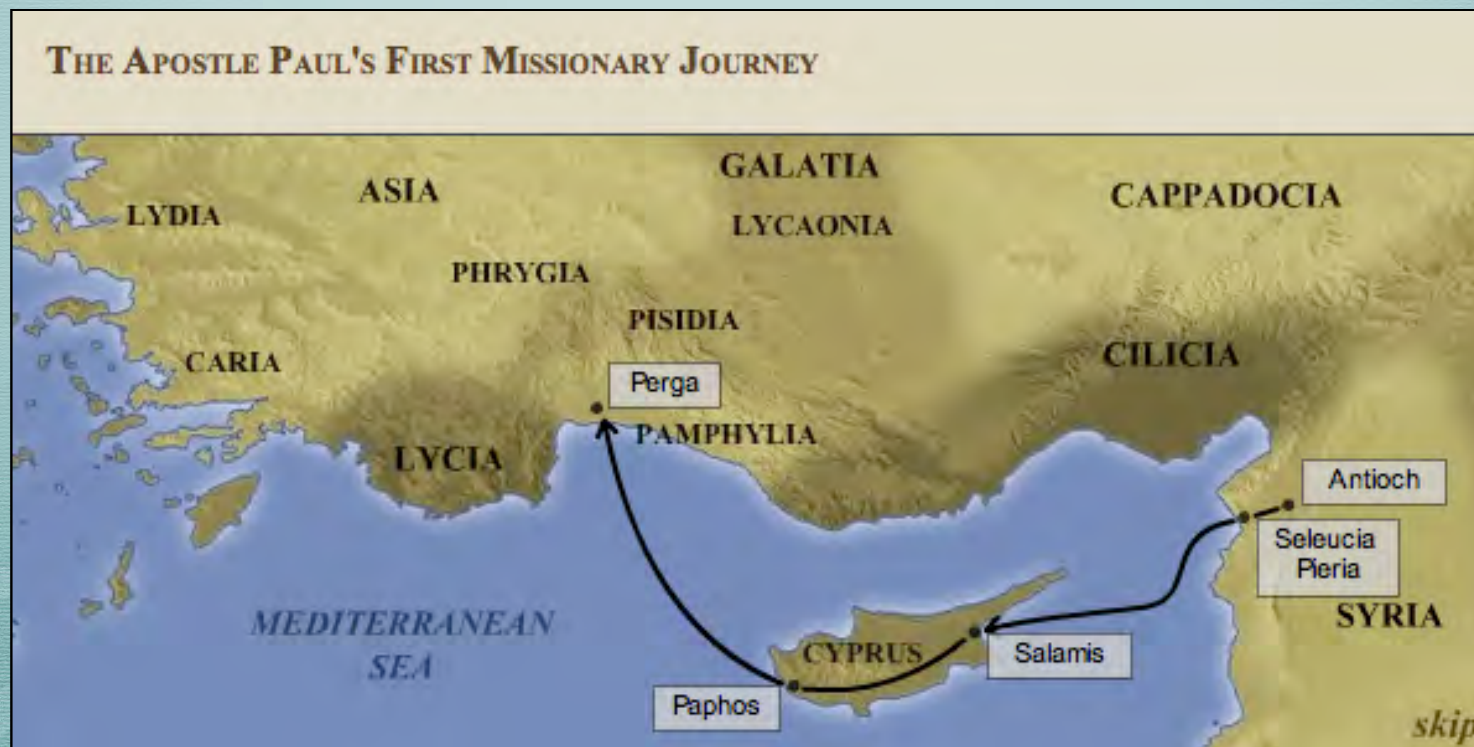 THE APOSTLE PAUL'S FIRST MISSIONARY JOURNEY
GALATIA
ASIA
CAPPADOCIA
LYDIA
LYCAONIA
PHRYGIA
PISIDIA
CARIA
CILICIA
Perga
PAMPHYLIA
LYCIA
Antioch
Seleucia
Pieria
SYRIA
MEDITERRANEAN
SEA
CYPRUS
Salamis
Paphos
skip